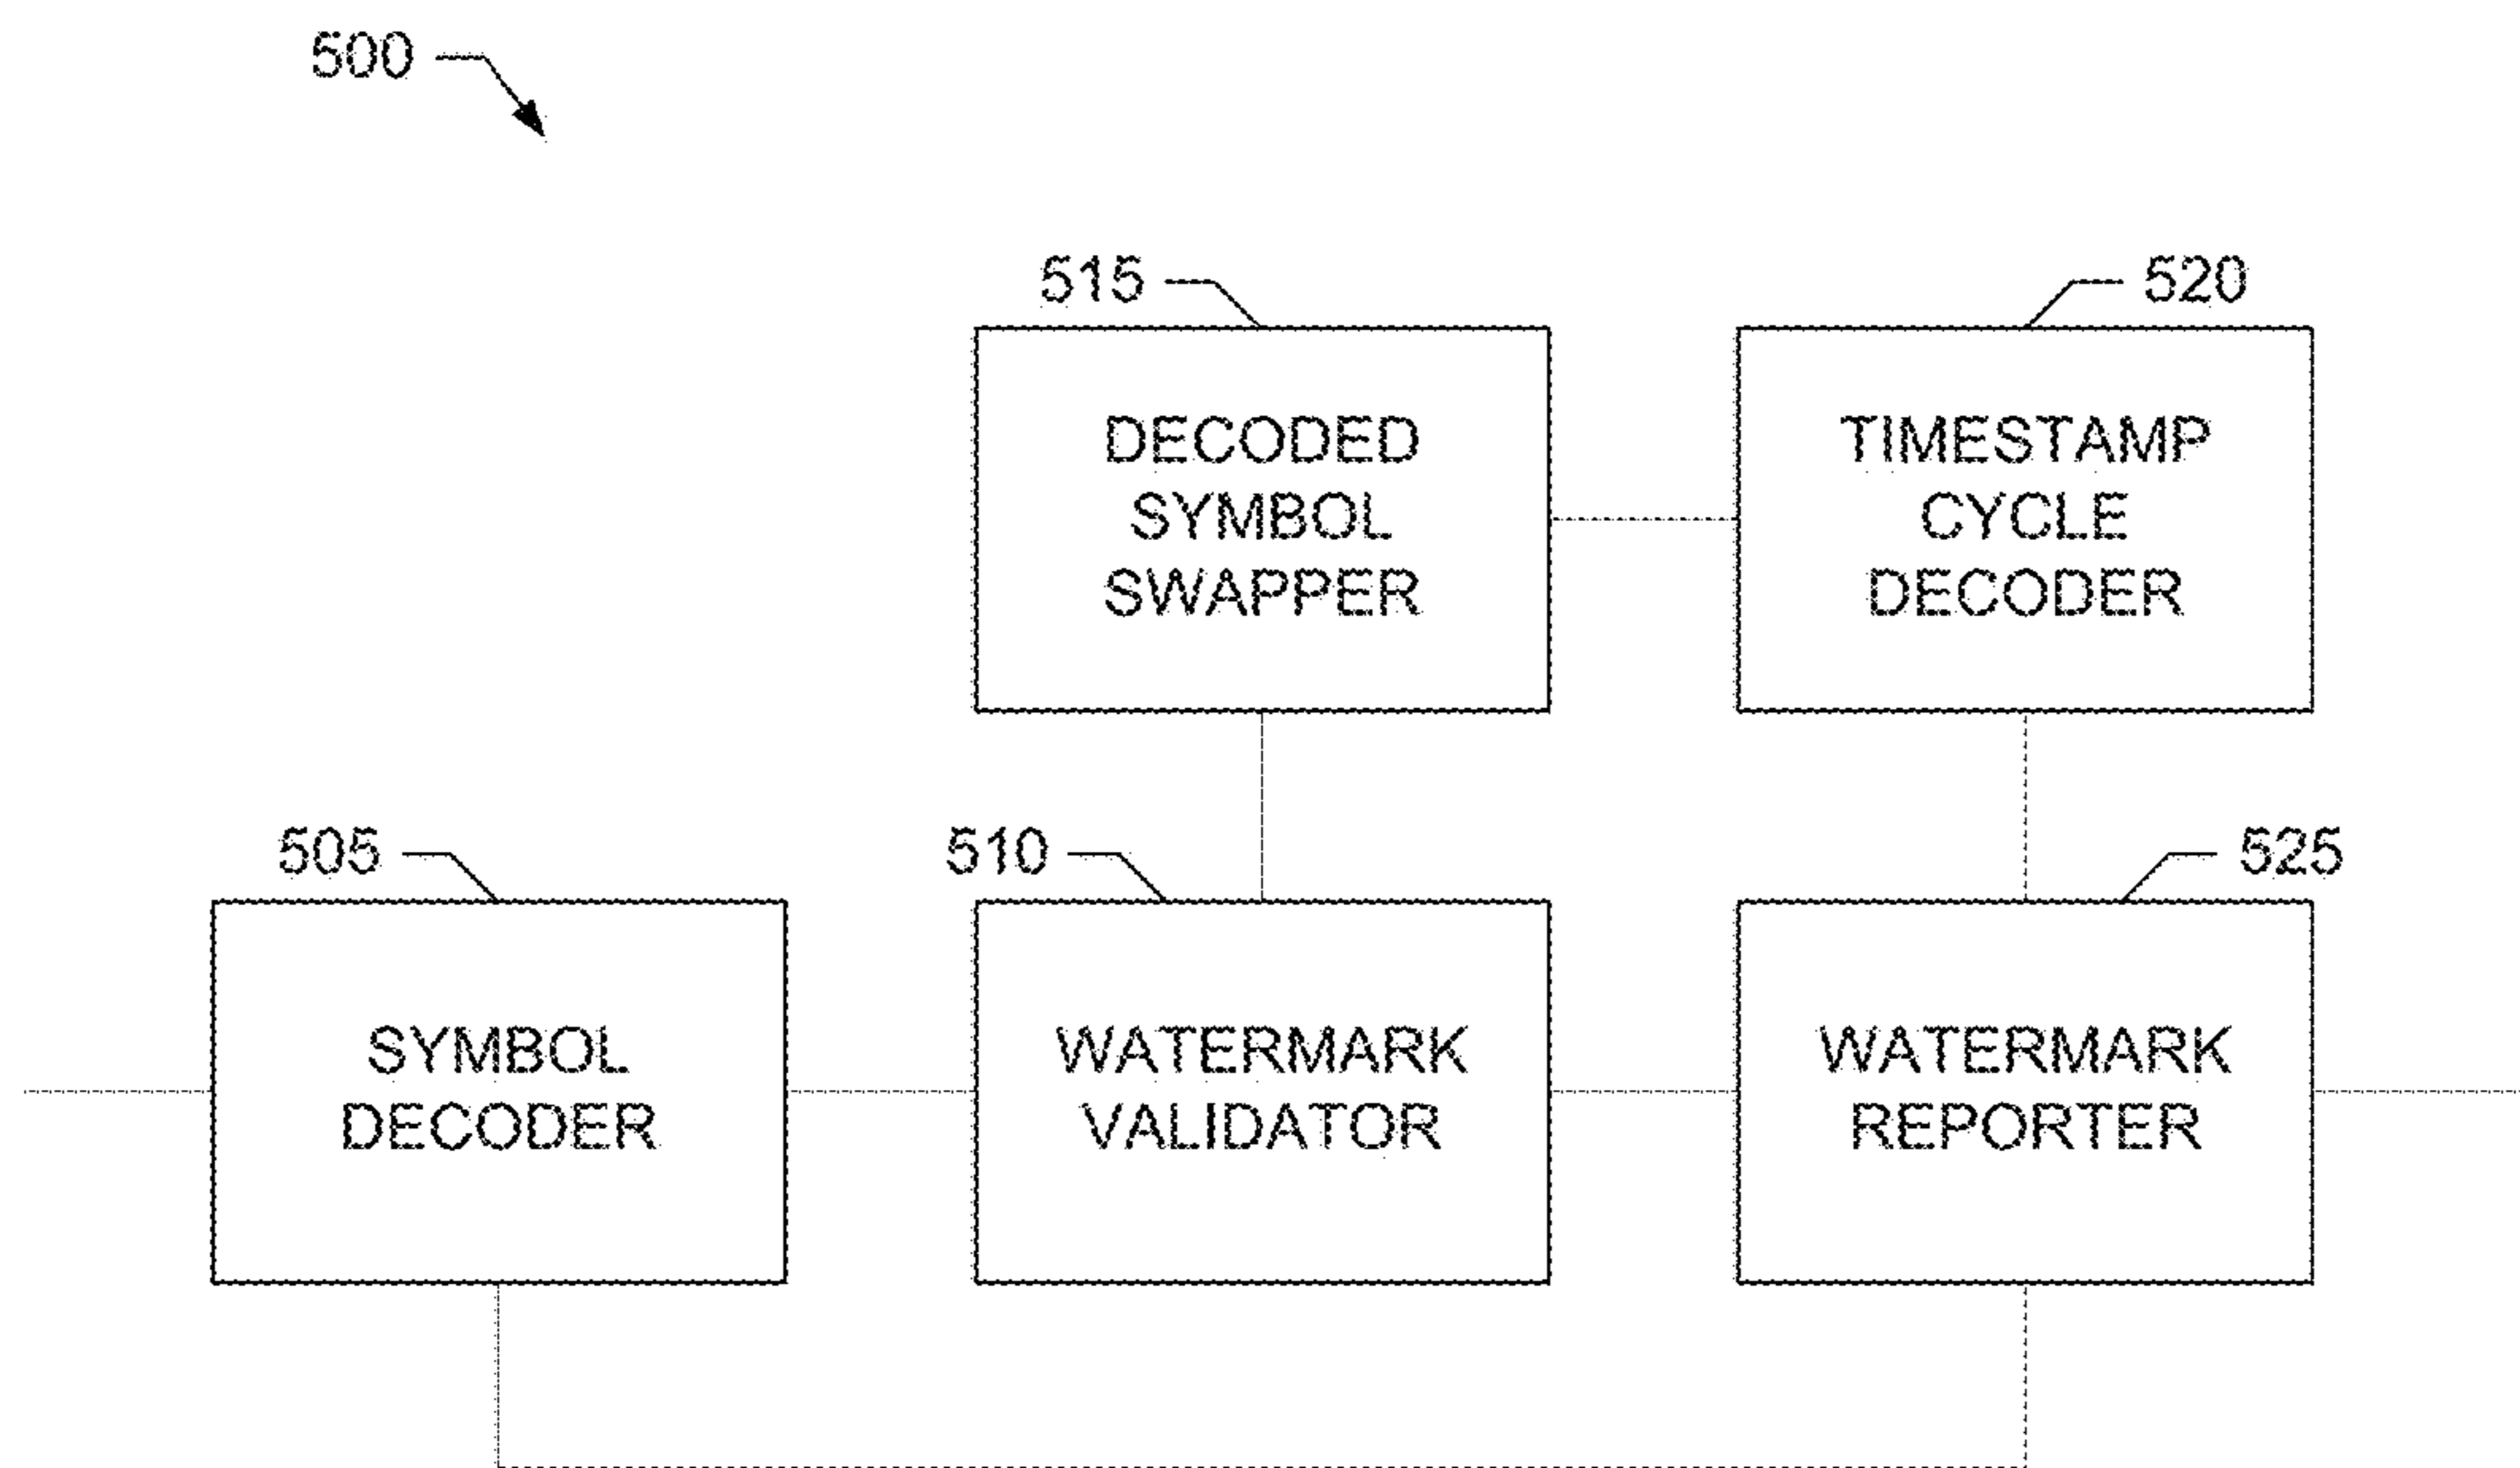 500
515
520
DECODED
SYMBOL
SWAPPER
TIMESTAMP
CYCLE
DECODER
505
510
525
SYMBOL
DECODER
WATERMARK
VALIDATOR
WATERMARK
REPORTER